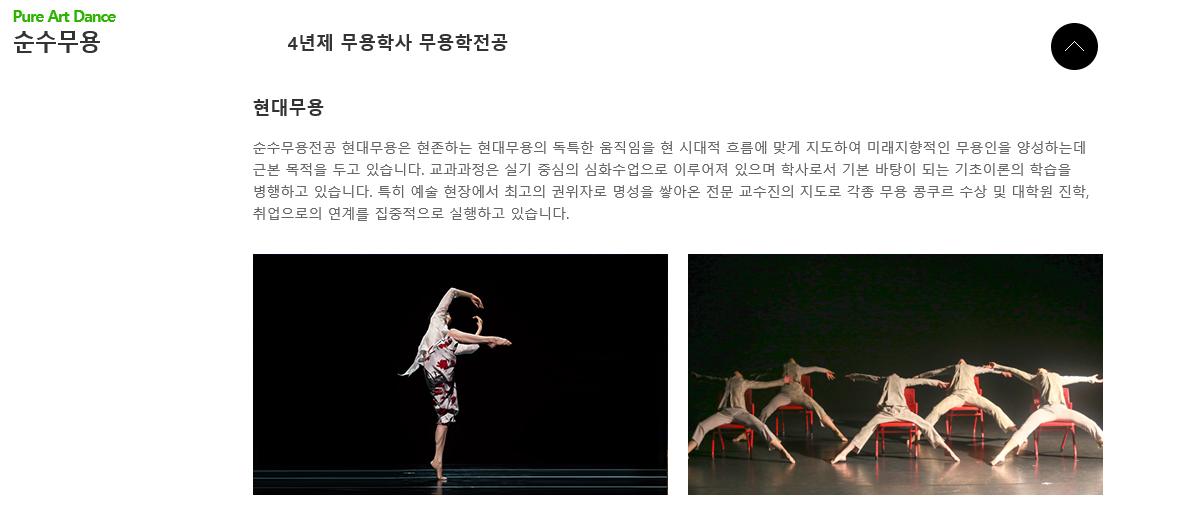 Pure Art Dance
순수무용
4년제 무용학사 무용학전공
현대무용
순수무용전공 현대무용은 현존하는 현대무용의 독특한 움직임을 현 시대적 흐름에 맞게 지도하여 미래지향적인 무용인을 양성하는데
근본 목적을 두고 있습니다. 교과과정은 실기 중심의 심화수업으로 이루어져 있으며 학사로서 기본 바탕이 되는 기초이론의 학습을
병행하고 있습니다. 특히 예술 현장에서 최고의 권위자로 명성을 쌓아온 전문 교수진의 지도로 각종 무용 콩쿠르 수상 및 대학원 진학,
취업으로의 연계를 집중적으로 실행하고 있습니다.